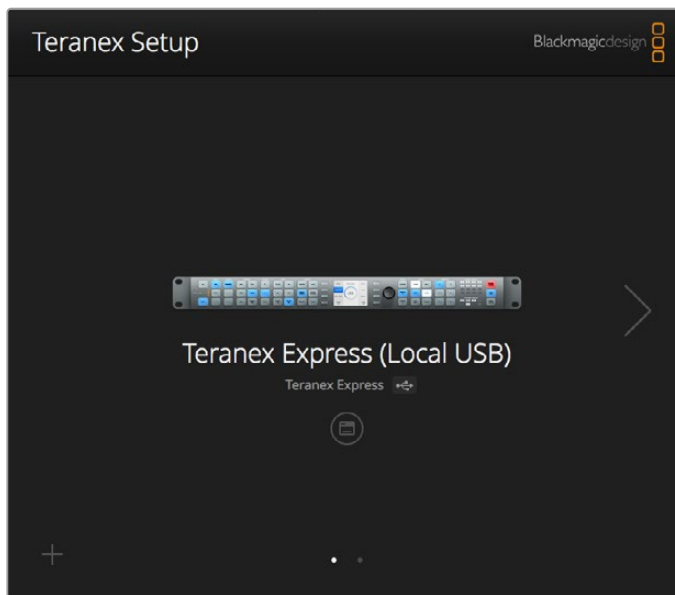 Teranex Setup
Blackmagicdesign
Teranex Express (Local USB)
Teranex Express